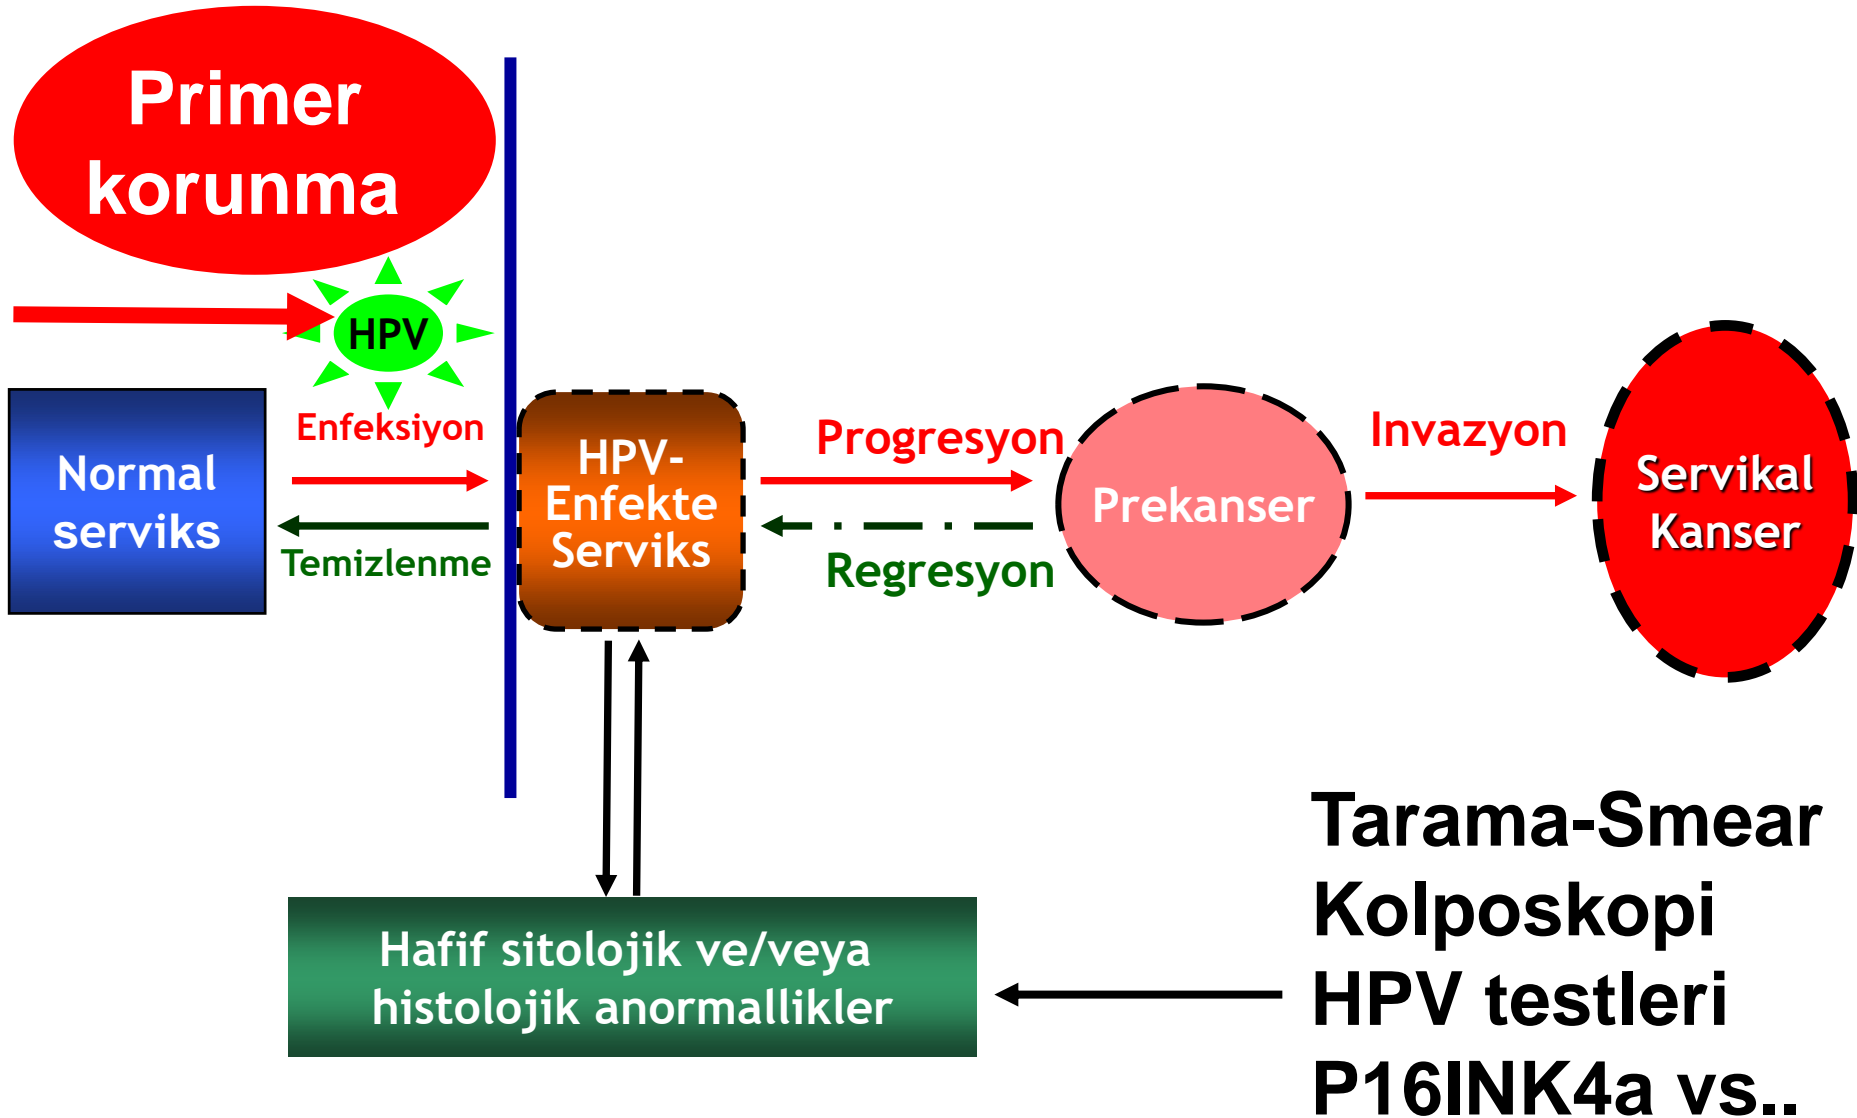 Primer
korunma
HPV
Enfeksiyon
Normal
serviks
Temizlenme
HPV-
Enfekte
Serviks
Progresyon
Regresyon
Prekanser
Invazyon
Servikal
Kanser
Hafif sitolojik ve/veya
histolojik anormallikler
Tarama-Smear
Kolposkopi
HPV testleri
P16INK4a vs..